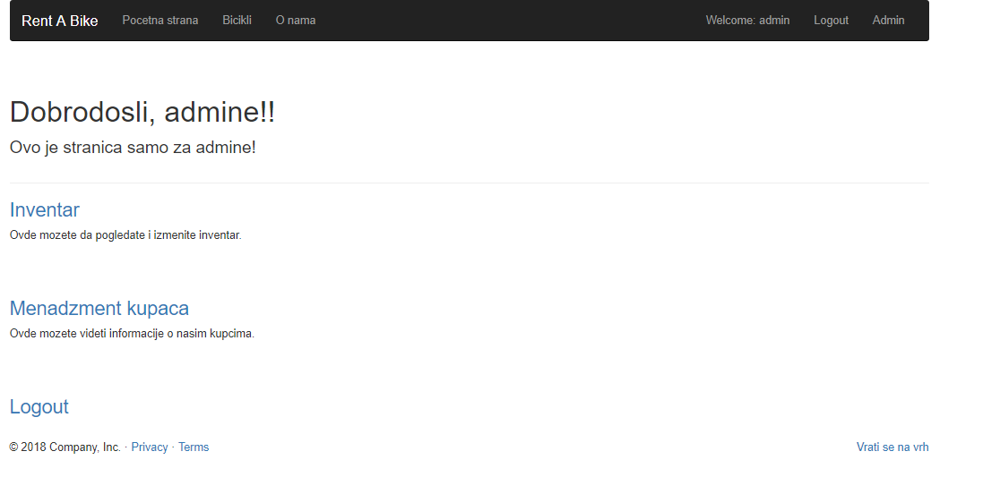 Rent A Bike Pocetna strana Bicikli O nama Welcome: admin Logout Admin
Dobrodosli, admine!!
Ovo je stranica samo za admine!
Inventar
Ovde mozete da pogledate i izmenite inventar.
Menadzment kupaca
Ovde mozete videti informacije o nasim kupcima.
Logout
© 2018 Company, Inc. · Privacy · Terms Vrati se na vrh